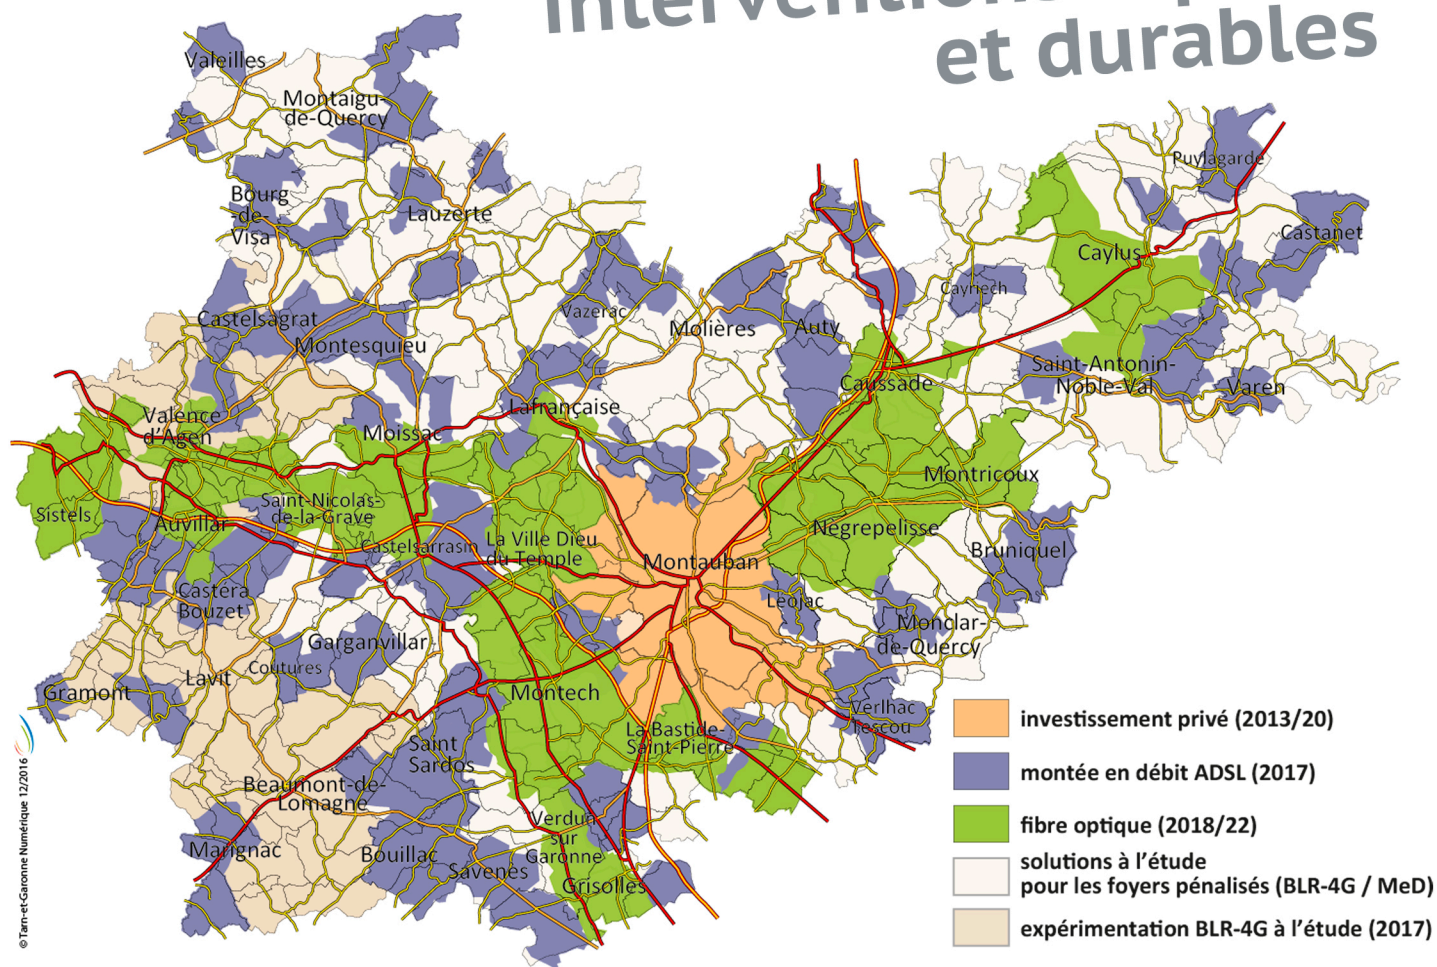 et durables
Valeilles
Montaigu-
de-Quercy
Puylagarde
Bourg
-de-
Visa
Lauzerte
Castanet
Caylus
Cayriech
Castelsagrat
Vazerac
Molières
Auty
Montesquieu
Saint-Antonin-
Noble-Val
Caussade
Varen
Valence
d'Agen
Lafrançaise
Moissac
Montricoux
Sistels
Saint-Nicolas-
de-la-Grave
Auvillar
Negrepelisse
La Ville Dieu
du Temple
Castelsarrasin
Bruniquel
Montauban
Castéra
Bouzet
Leojac
Monclar-
de-Quercy
Garganvillar
Coutures
Lavit
Gramont
Montech
Verlhac
Tescou
La Bastide-
Saint-Pierre
Saint
Sardos
Beaumont-de-
Lomagne
Verdun
sur
Garonne
Marignac
Bouillac
Savenès
Grisolles
investissement privé (2013/20)
montée en débit ADSL (2017)
fibre optique (2018/22)
solutions à l'étude
pour les foyers pénalisés (BLR-4G / MeD)
expérimentation BLR-4G à l'étude (2017)
© Tarn-et-Garonne Numérique 12/2016